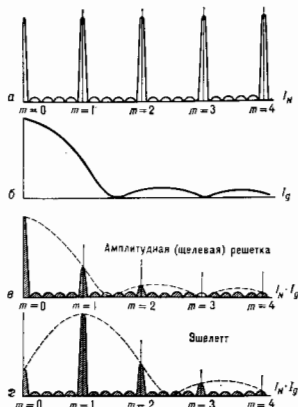 а
I_N
m=0 m=1 m=2 m=3 m=4
б
I_g
Амплитудная (щелевая) решетка
в
I_N·I_g
m=0 m=1 m=2 m=3 m=4
Эшелетт
г
I_N·I_g
m=0 m=1 m=2 m=3 m=4